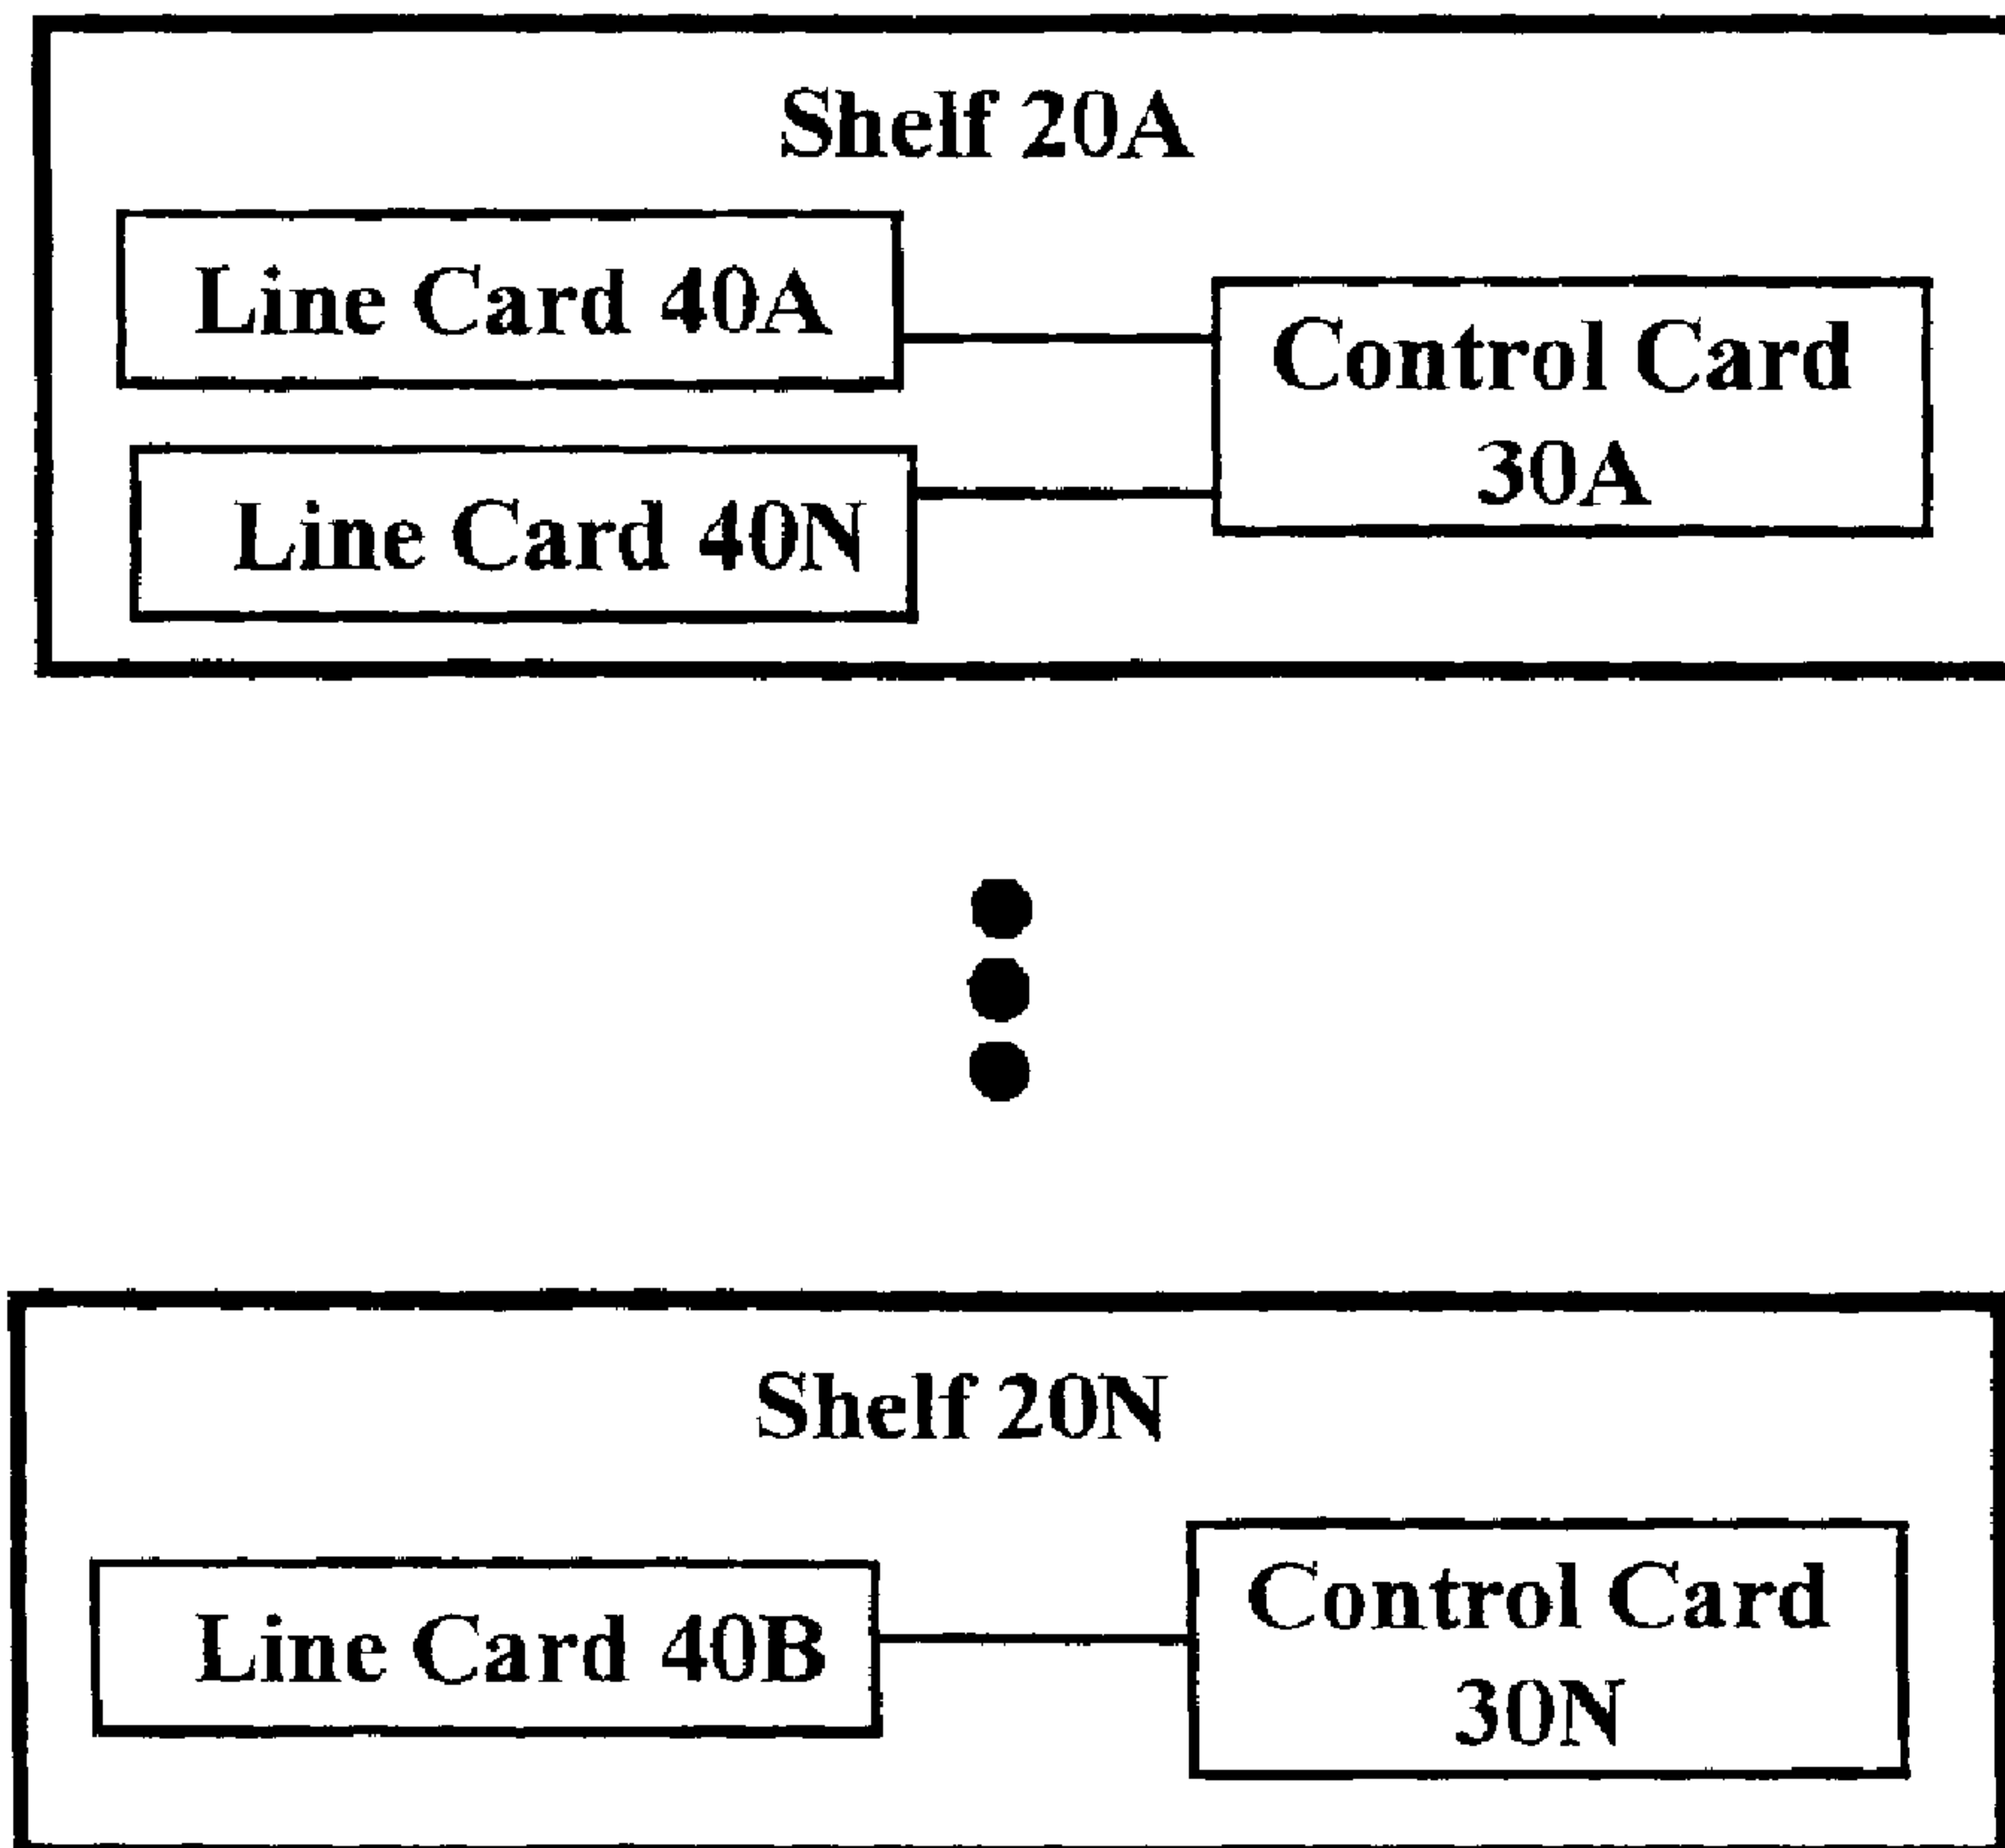 Shelf 20A
Line Card 40A
Control Card
30A
Line Card 40N
Shelf 20N
Line Card 40B
Control Card
30N